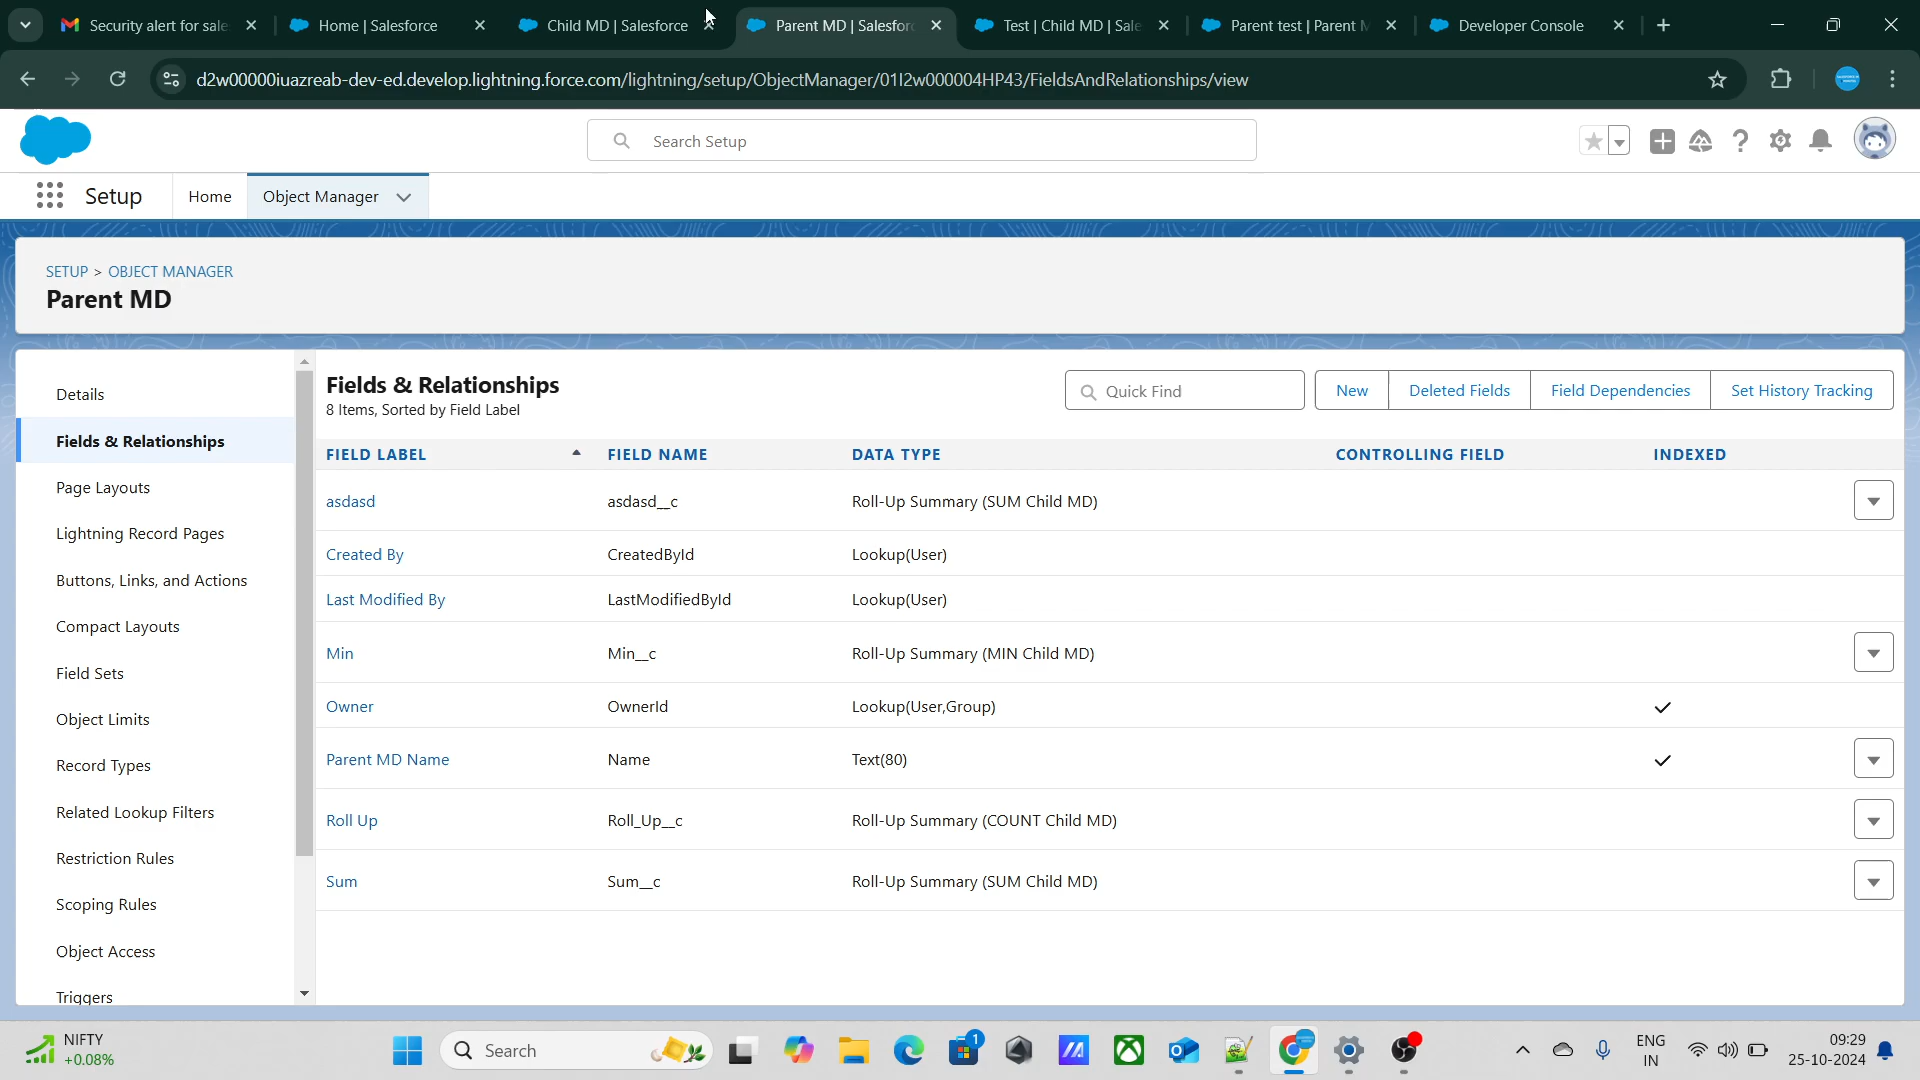 Security alert for sale
Home | Salesforce
Child MD | Salesforce
Parent MD | Salesforc
Test | Child MD | Sale
Parent test | Parent M
Developer Console
d2w00000iuazreab-dev-ed.develop.lightning.force.com/lightning/setup/ObjectManager/01I2w000004HP43/FieldsAndRelationships/view
Search Setup
Setup
Home
Object Manager
SETUP > OBJECT MANAGER
Parent MD
Details
Fields & Relationships
Page Layouts
Lightning Record Pages
Buttons, Links, and Actions
Compact Layouts
Field Sets
Object Limits
Record Types
Related Lookup Filters
Restriction Rules
Scoping Rules
Object Access
Triggers
Fields & Relationships
8 Items, Sorted by Field Label
Quick Find
New
Deleted Fields
Field Dependencies
Set History Tracking
FIELD LABEL FIELD NAME DATA TYPE CONTROLLING FIELD INDEXED
asdasd asdasd__c Roll-Up Summary (SUM Child MD)
Created By CreatedById Lookup(User)
Last Modified By LastModifiedById Lookup(User)
Min Min__c Roll-Up Summary (MIN Child MD)
Owner OwnerId Lookup(User,Group)
Parent MD Name Name Text(80)
Roll Up Roll_Up__c Roll-Up Summary (COUNT Child MD)
Sum Sum__c Roll-Up Summary (SUM Child MD)
NIFTY
+0.08%
Search
1
ENG
IN
09:29
25-10-2024